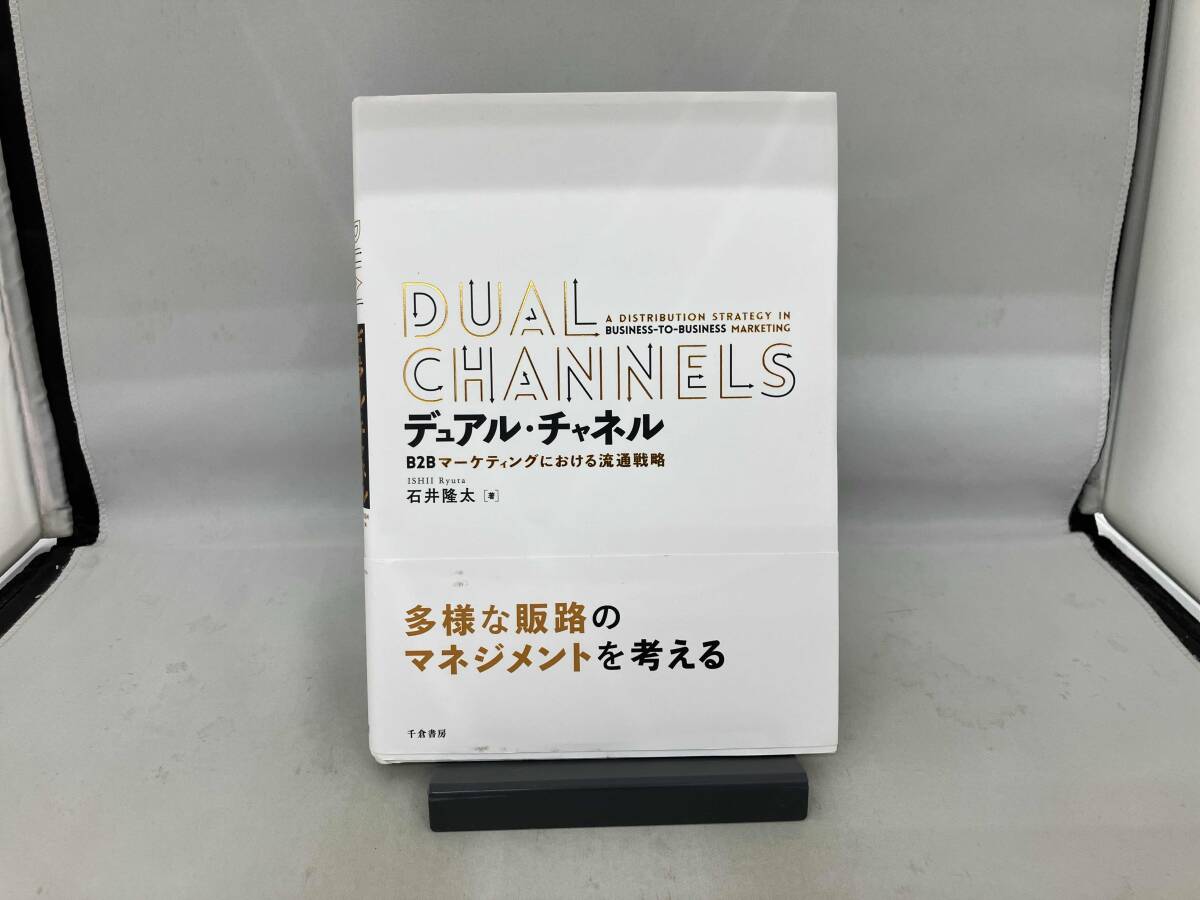 DUAL
A DISTRIBUTION STRATEGY IN
BUSINESS-TO-BUSINESS MARKETING
CHANNELS
デュアル・チャネル
B2Bマーケティングにおける流通戦略
ISHII Ryuta
石井隆太 [著]
多様な販路の
マネジメントを考える
千倉書房
DUAL